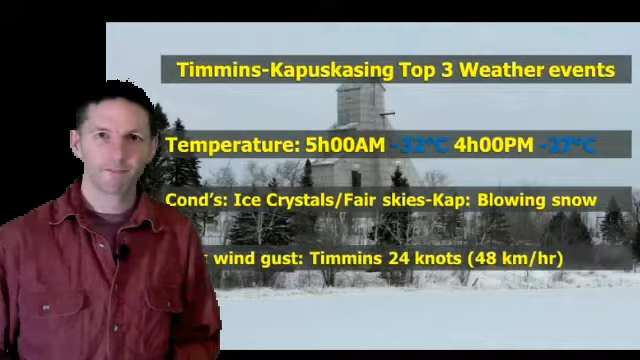 Timmins-Kapuskasing Top 3 Weather events
Temperature: 5h00AM -32°C 4h00PM -27°C
Cond's: Ice Crystals/Fair skies-Kap: Blowing snow
wind gust: Timmins 24 knots (48 km/hr)